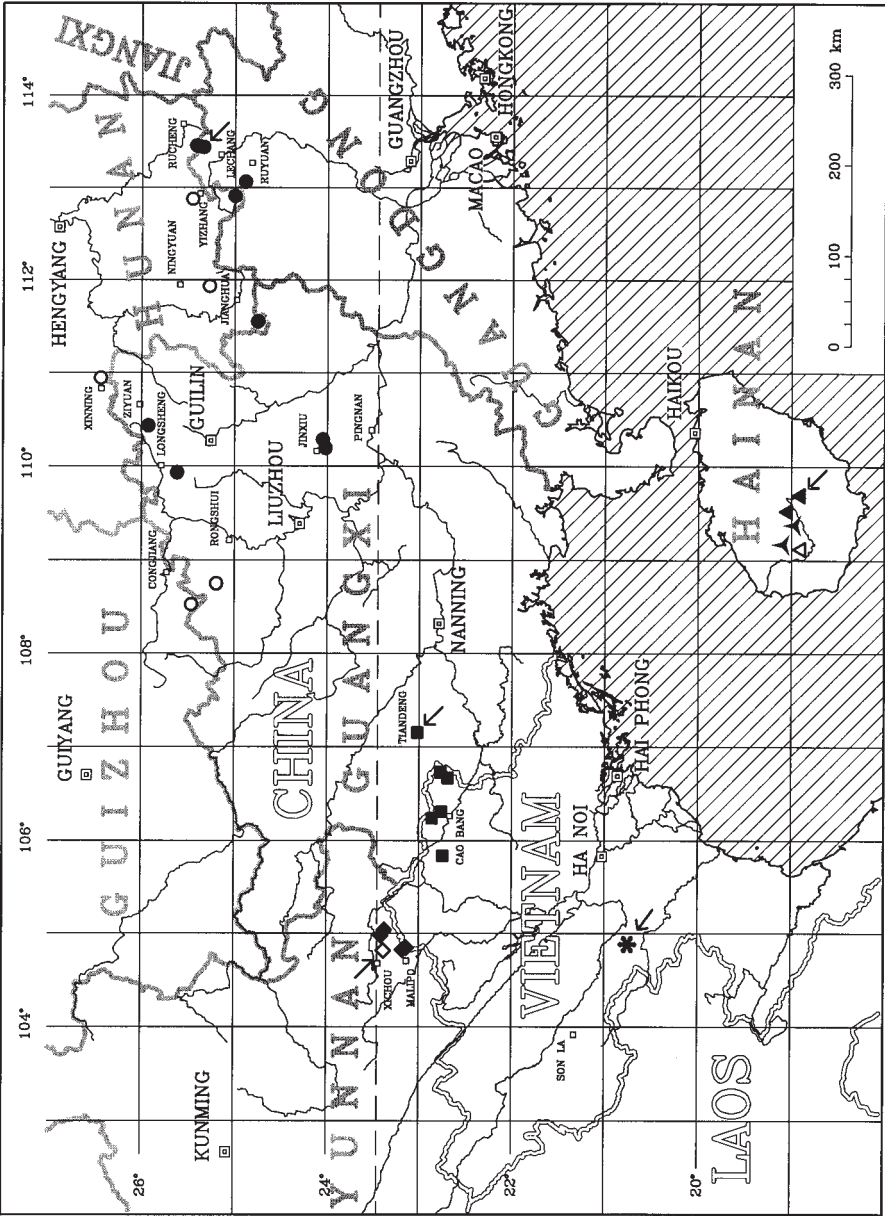 104°
106°
108°
110°
112°
114°
26°
24°
22°
20°
KUNMING
GUIYANG
GUIZHOU
HENGYANG
HUNAN
JIANGXI
CONGJIANG
XINNING
ZIYUAN
LONGSHENG
RONGSHUI
GUILIN
NINGYUAN
JIANGHUA
YIZHANG
RUCHENG
LECHANG
RUYUAN
CHINA
LIUZHOU
JINXIU
PINGNAN
YUNNAN
GUANGXI
GUANGDONG
GUANGZHOU
XICHOU
MALIPO
TIANDENG
NANNING
CAO BANG
MACAO
HONGKONG
VIETNAM
SON LA
HA NOI
HAI PHONG
HAIKOU
LAOS
HAINAN
0 100 200 300 km